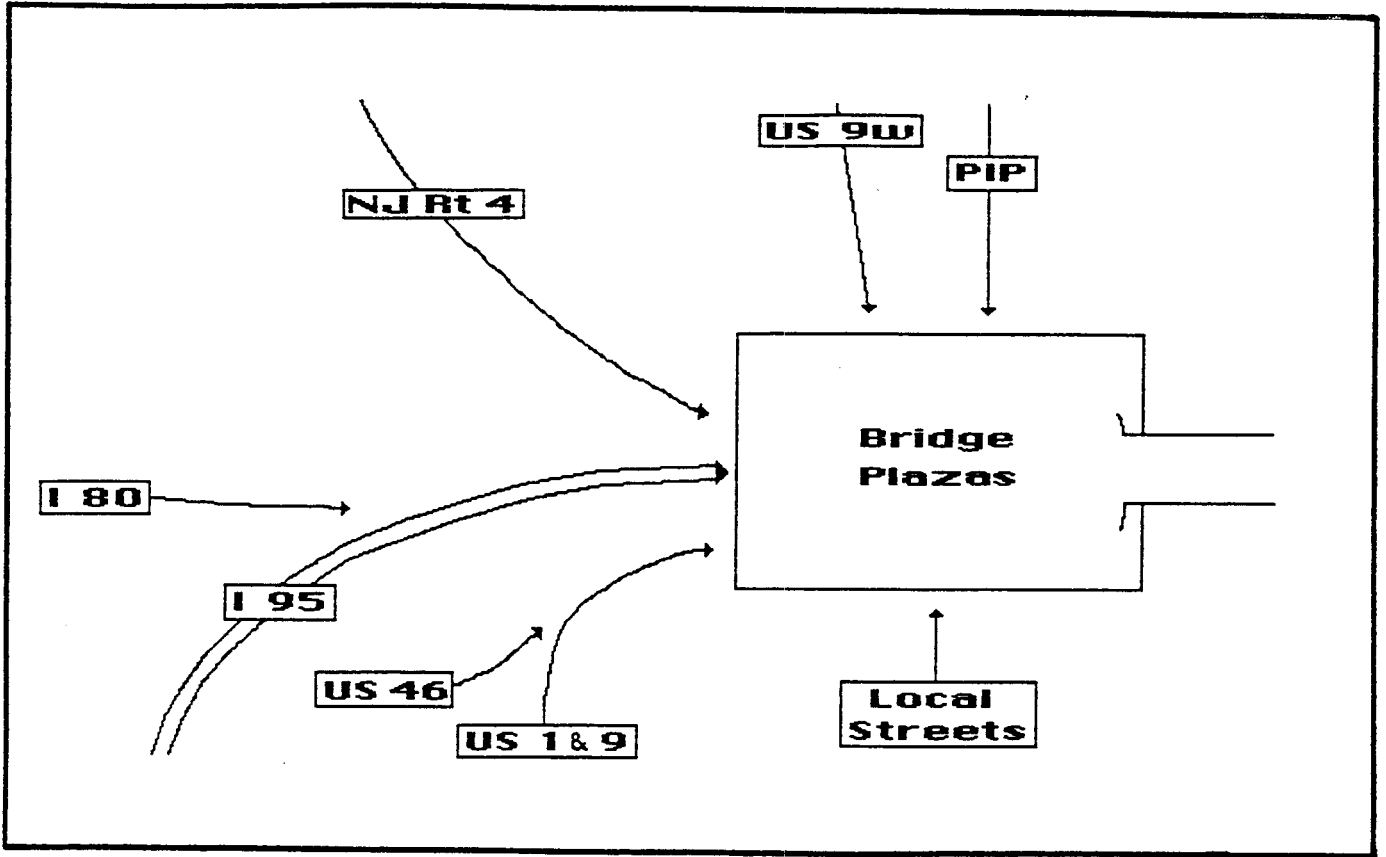 US 9w
PIP
NJ Rt 4
Bridge
Plazas
I 80
I 95
US 46
US 1 & 9
Local
Streets